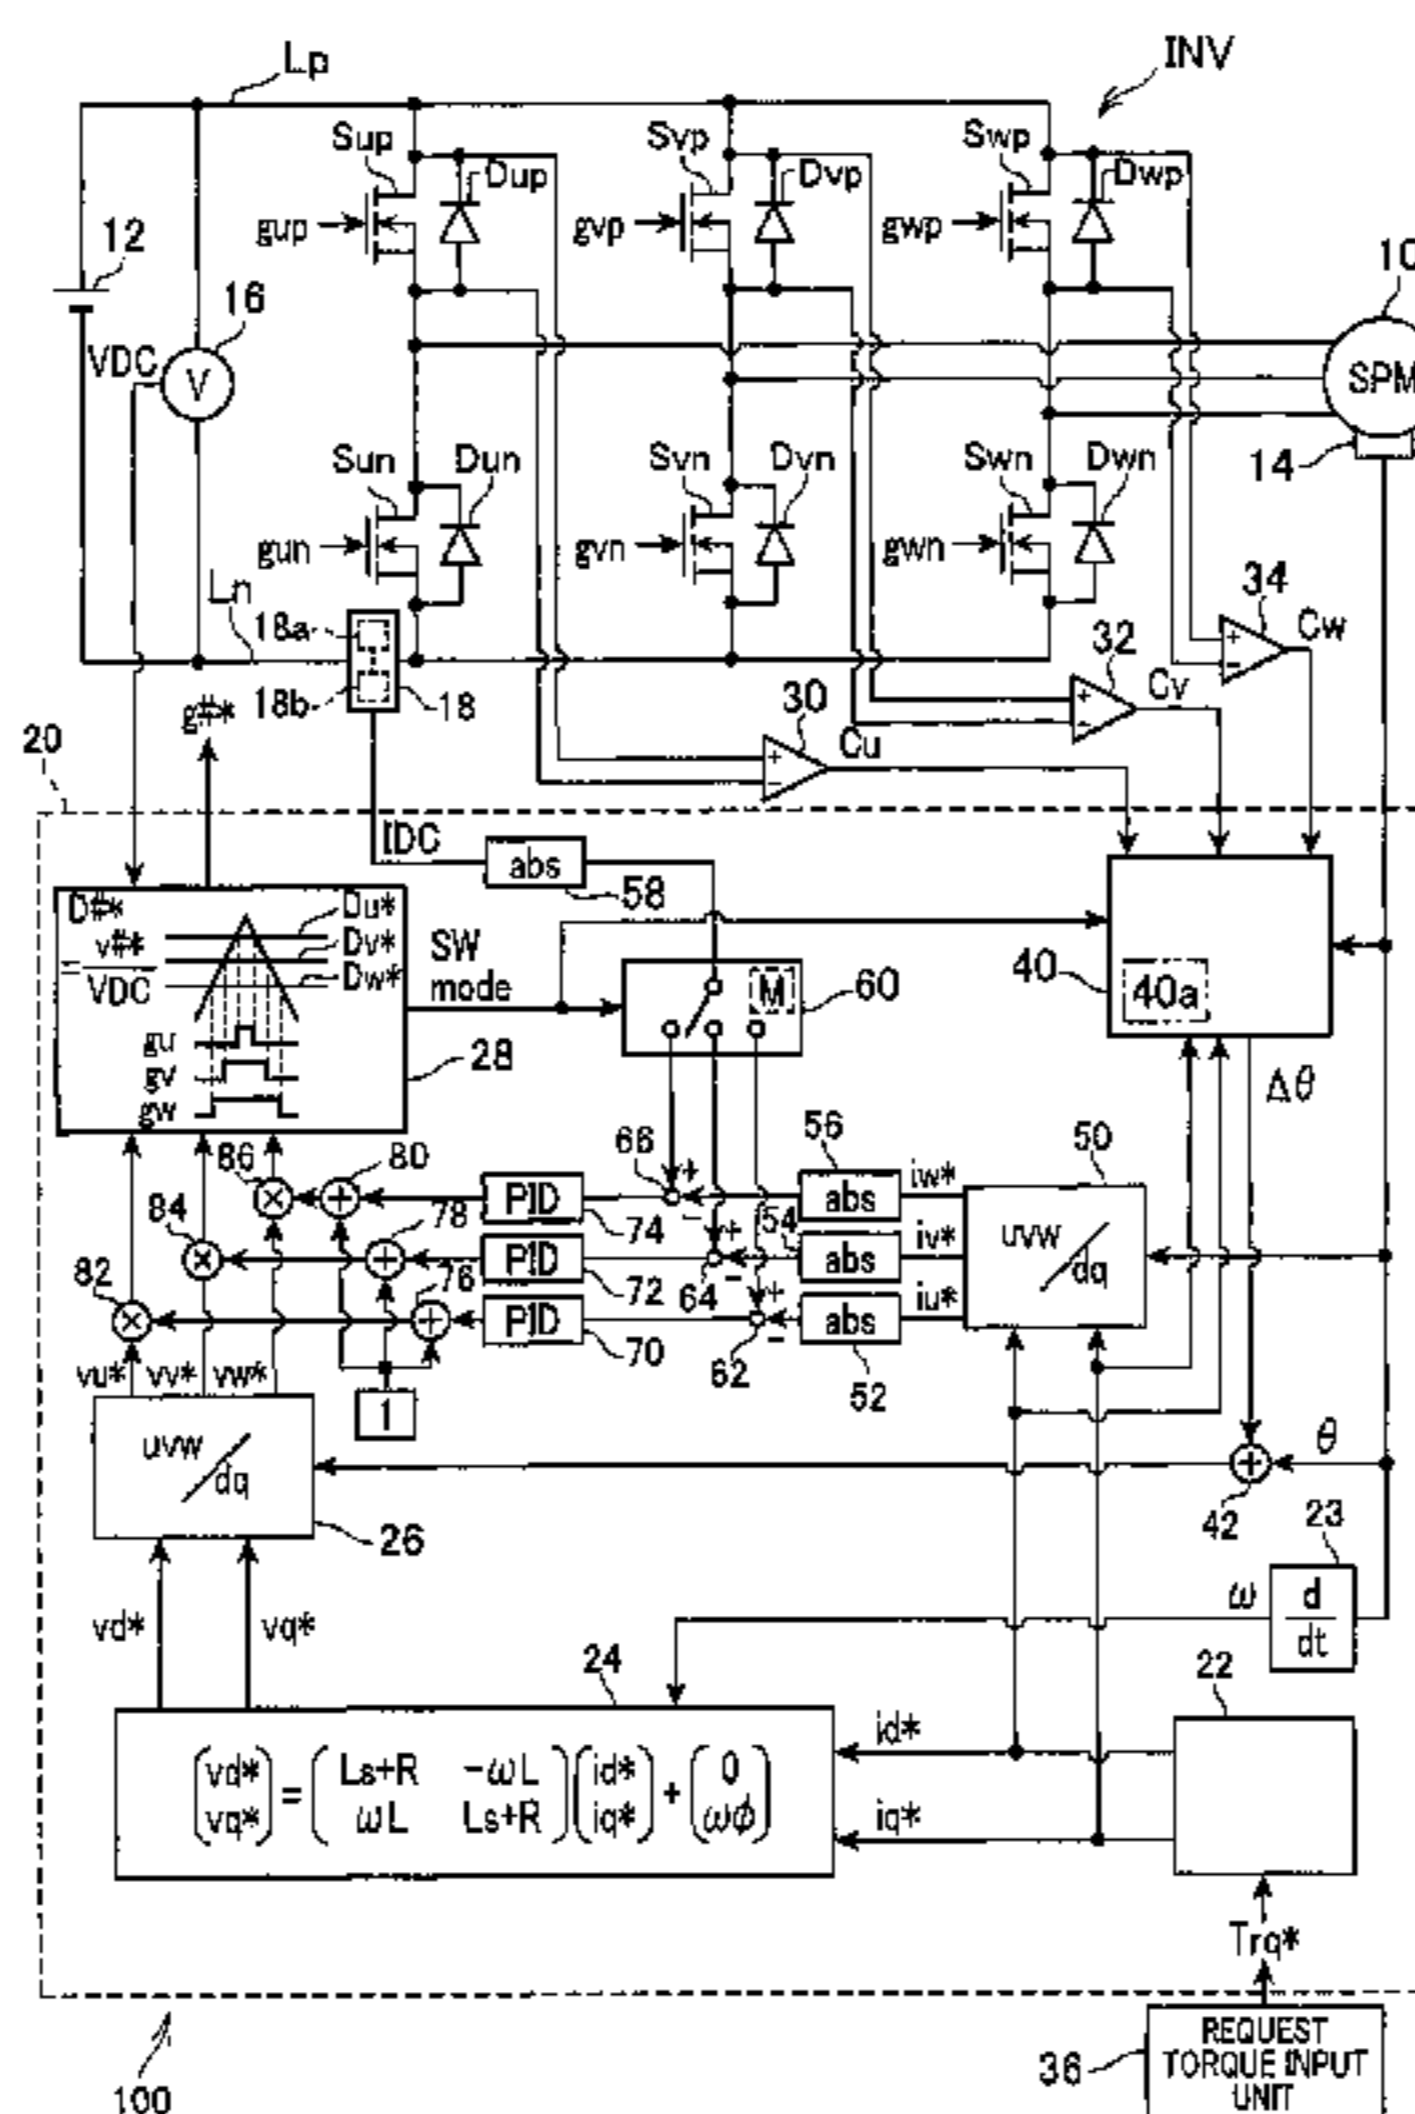 Lp
INV
Sup
Svp
Swp
Dup
Dvp
Dwp
gup
gvp
gwp
12
16
10
VDC
V
SPM
14
Sun
Dun
Svn
Dvn
Swn
Dwn
gun
gvn
gwn
Ln
18a
18b
18
34
Cw
32
Cv
30
Cu
g#*
20
IDC
abs
58
D#*
v#*
=
VDC
Du*
Dv*
Dw*
SW
mode
gu
gv
gw
28
M
60
40
40a
Δθ
86
80
66
+
-
56
iw*
50
PID
74
abs
84
78
54
iv*
uvw
/dq
PID
72
64
abs
82
76
iu*
PID
70
62
abs
52
vu*
vv*
vw*
1
uvw
/dq
26
θ
42
23
ω
d
dt
vd*
vq*
24
22
id*
iq*
(vd*) = (Ls+R -ωL)(id*) + (0)
(vq*) (ωL Ls+R)(iq*) (ωϕ)
Trq*
REQUEST
TORQUE INPUT
UNIT
36
100